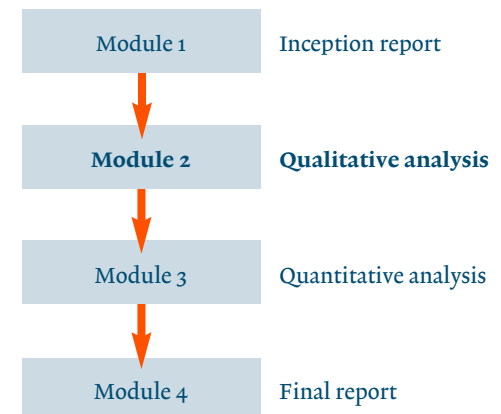 Module 1 Inception report
Module 2 Qualitative analysis
Module 3 Quantitative analysis
Module 4 Final report